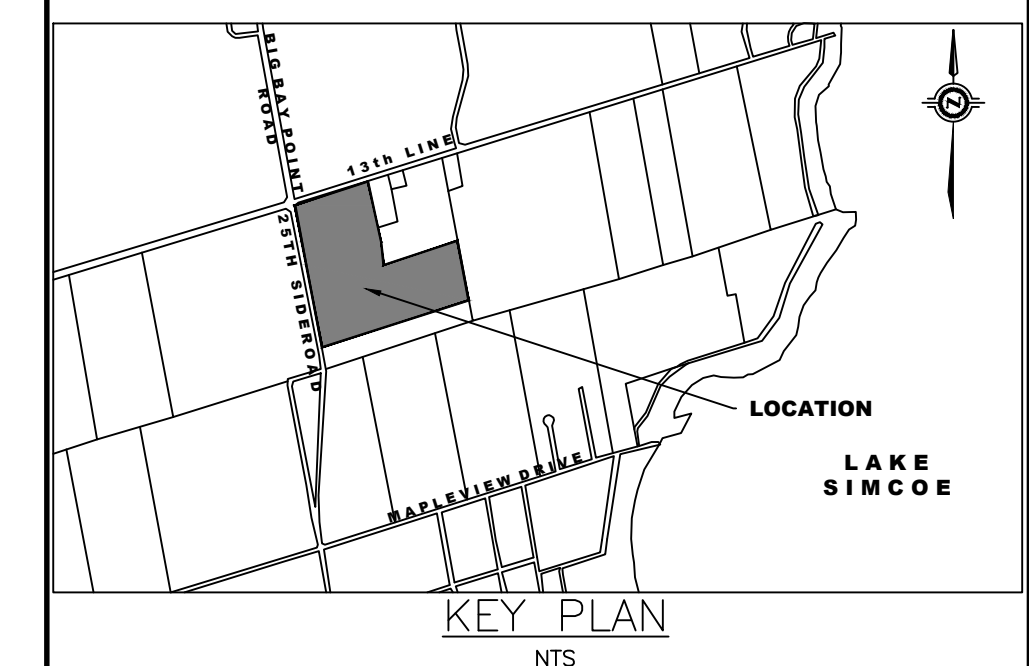 BIG BAY POINT
ROAD
13th LINE
25TH SIDEROAD
N
LOCATION
LAKE
SIMCOE
MAPLEVIEW DRIVE
KEY PLAN
NTS